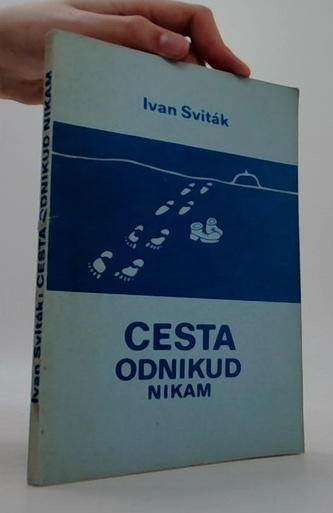 Ivan Sviták
CESTA
ODNIKUD
NIKAM
Ivan Sviták: CESTA ODNIKUD NIKAM